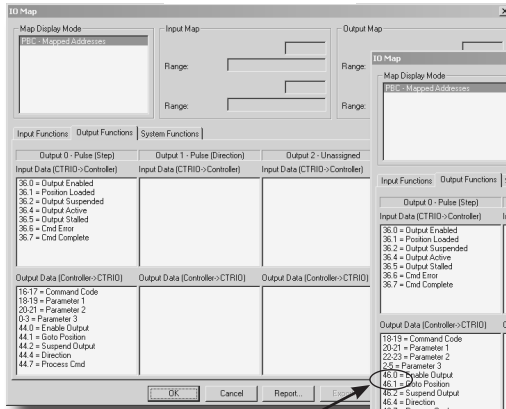 IO Map
Map Display Mode
PBC - Mapped Addresses
Input Map
Range:
Range:
Output Map
Range:
Range:
Input Functions
Output Functions
System Functions
Output 0 - Pulse (Step)
Output 1 - Pulse (Direction)
Output 2 - Unassigned
Input Data (CTRIO->Controller)
Input Data (CTRIO->Controller)
Input Data (CTRIO->Controller)
36.0 = Output Enabled
36.1 = Position Loaded
36.2 = Output Suspended
36.4 = Output Active
36.5 = Output Stalled
36.6 = Cmd Error
36.7 = Cmd Complete
Output Data (Controller->CTRIO)
Output Data (Controller->CTRIO)
Output Data (Controller->CTRIO)
16-17 = Command Code
18-19 = Parameter 1
20-21 = Parameter 2
0-3 = Parameter 3
44.0 = Enable Output
44.1 = Goto Position
44.2 = Suspend Output
44.4 = Direction
44.7 = Process Cmd
OK
Cancel
Report...
IO Map
Map Display Mode
PBC - Mapped Addresses
Input Functions
Output Functions
Output 0 - Pulse (Step)
Input Data (CTRIO->Controller)
36.0 = Output Enabled
36.1 = Position Loaded
36.2 = Output Suspended
36.4 = Output Active
36.5 = Output Stalled
36.6 = Cmd Error
36.7 = Cmd Complete
Output Data (Controller->CTRIO)
18-19 = Command Code
20-21 = Parameter 1
22-23 = Parameter 2
2-5 = Parameter 3
46.0 = Enable Output
46.1 = Goto Position
46.2 = Suspend Output
46.4 = Direction